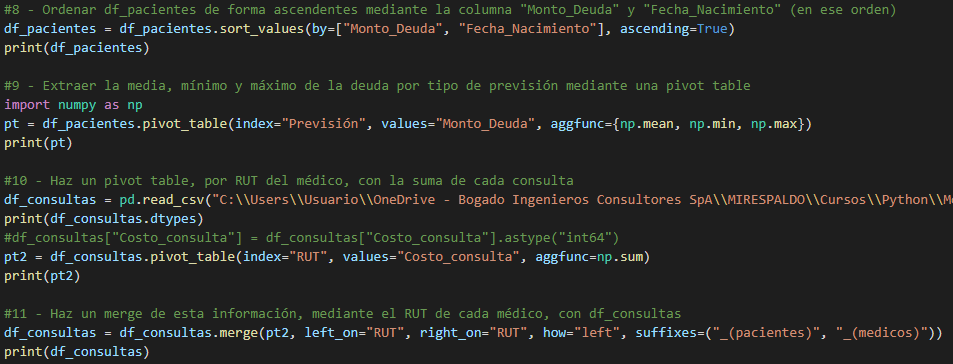 #8 - Ordenar df_pacientes de forma ascendentes mediante la columna "Monto_Deuda" y "Fecha_Nacimiento" (en ese orden)
df_pacientes = df_pacientes.sort_values(by=["Monto_Deuda", "Fecha_Nacimiento"], ascending=True)
print(df_pacientes)
#9 - Extraer la media, mínimo y máximo de la deuda por tipo de previsión mediante una pivot table
import numpy as np
pt = df_pacientes.pivot_table(index="Previsión", values="Monto_Deuda", aggfunc={np.mean, np.min, np.max})
print(pt)
#10 - Haz un pivot table, por RUT del médico, con la suma de cada consulta
df_consultas = pd.read_csv("C:\\Users\\Usuario\\OneDrive - Bogado Ingenieros Consultores SpA\\MIRESPALDO\\Cursos\\Python\\M
print(df_consultas.dtypes)
#df_consultas["Costo_consulta"] = df_consultas["Costo_consulta"].astype("int64")
pt2 = df_consultas.pivot_table(index="RUT", values="Costo_consulta", aggfunc=np.sum)
print(pt2)
#11 - Haz un merge de esta información, mediante el RUT de cada médico, con df_consultas
df_consultas = df_consultas.merge(pt2, left_on="RUT", right_on="RUT", how="left", suffixes=("_(pacientes)", "_(medicos)"))
print(df_consultas)